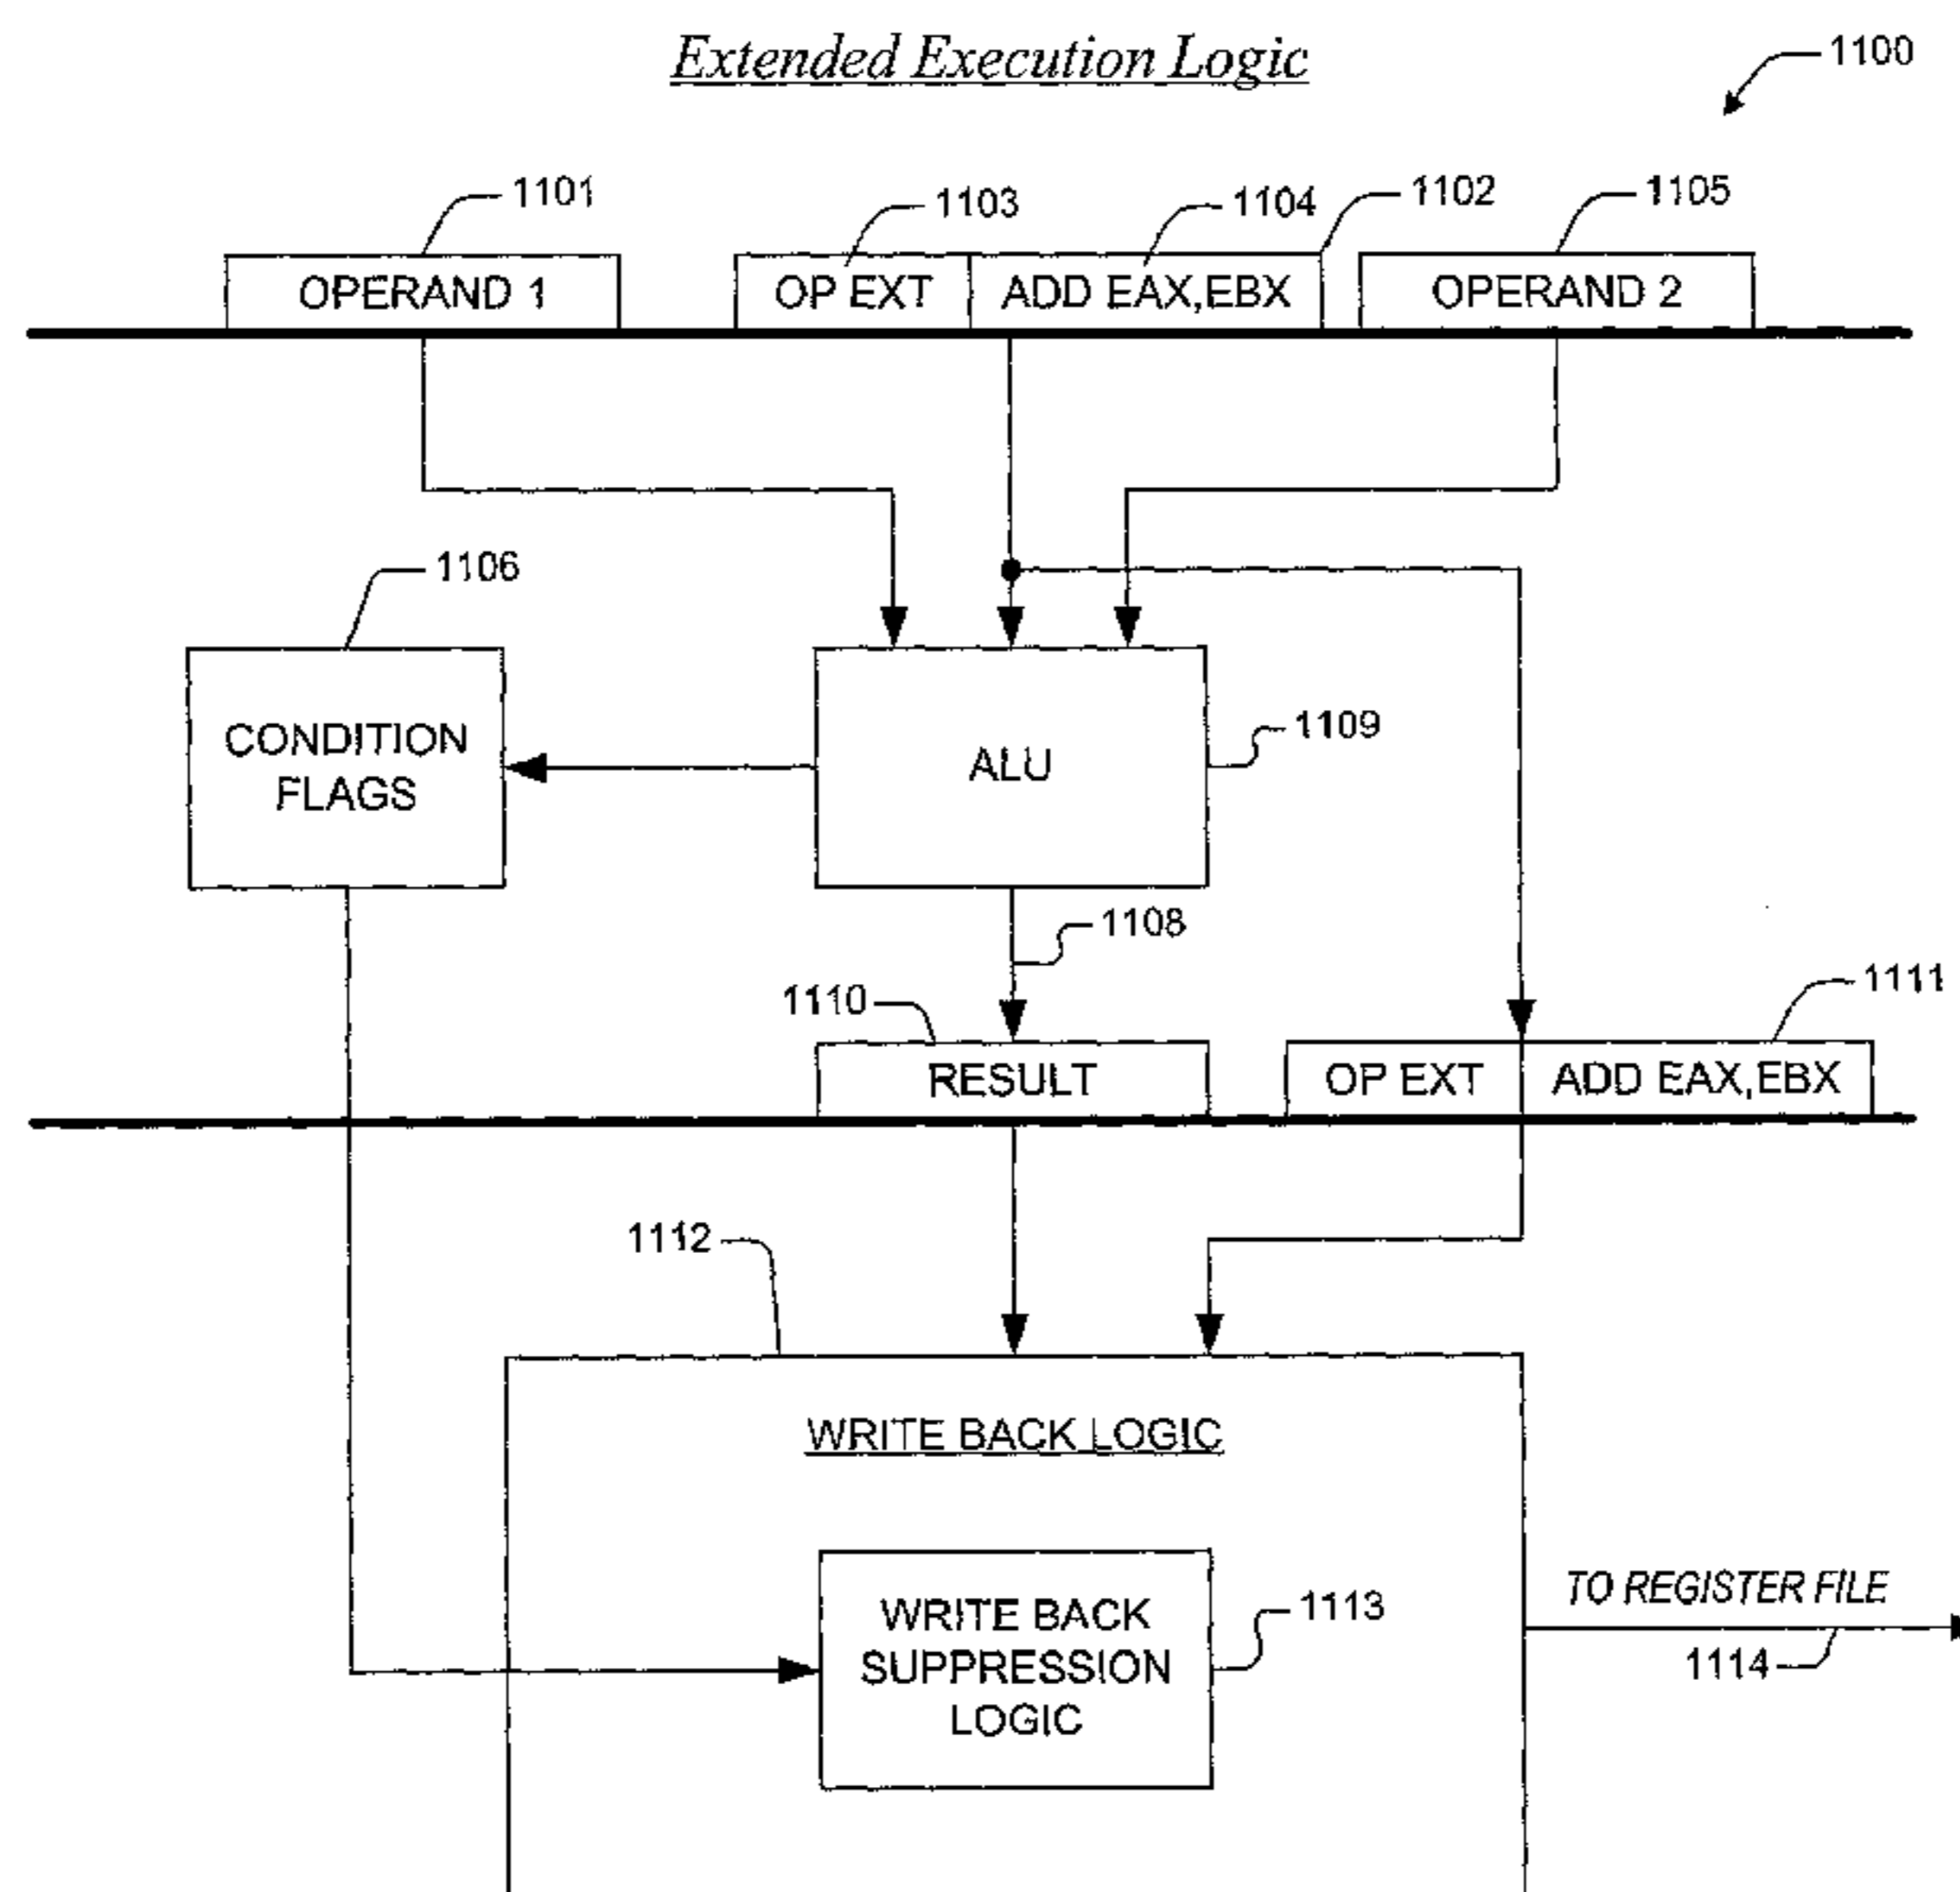 Extended Execution Logic
1100
1101
1103
1104
1102
1105
OPERAND 1
OP EXT
ADD EAX,EBX
OPERAND 2
1106
CONDITION
FLAGS
ALU
1109
1108
1110
1111
RESULT
OP EXT
ADD EAX,EBX
1112
WRITE BACK LOGIC
WRITE BACK
SUPPRESSION
LOGIC
1113
TO REGISTER FILE
1114